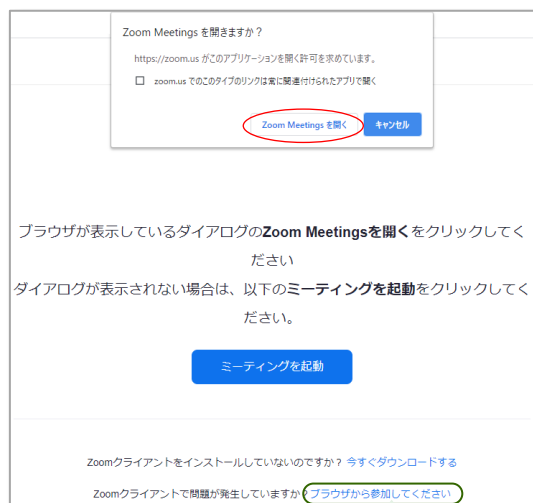 Zoom Meetings を開きますか？
https://zoom.us がこのアプリケーションを開く許可を求めています。
zoom.us でのこのタイプのリンクは常に関連付けられたアプリで開く
Zoom Meetings を開く キャンセル
ブラウザが表示しているダイアログのZoom Meetingsを開くをクリックしてく
ださい
ダイアログが表示されない場合は、以下のミーティングを起動をクリックしてく
ださい。
ミーティングを起動
Zoomクライアントをインストールしていないのですか？ 今すぐダウンロードする
Zoomクライアントで問題が発生していますか？ブラウザから参加してください